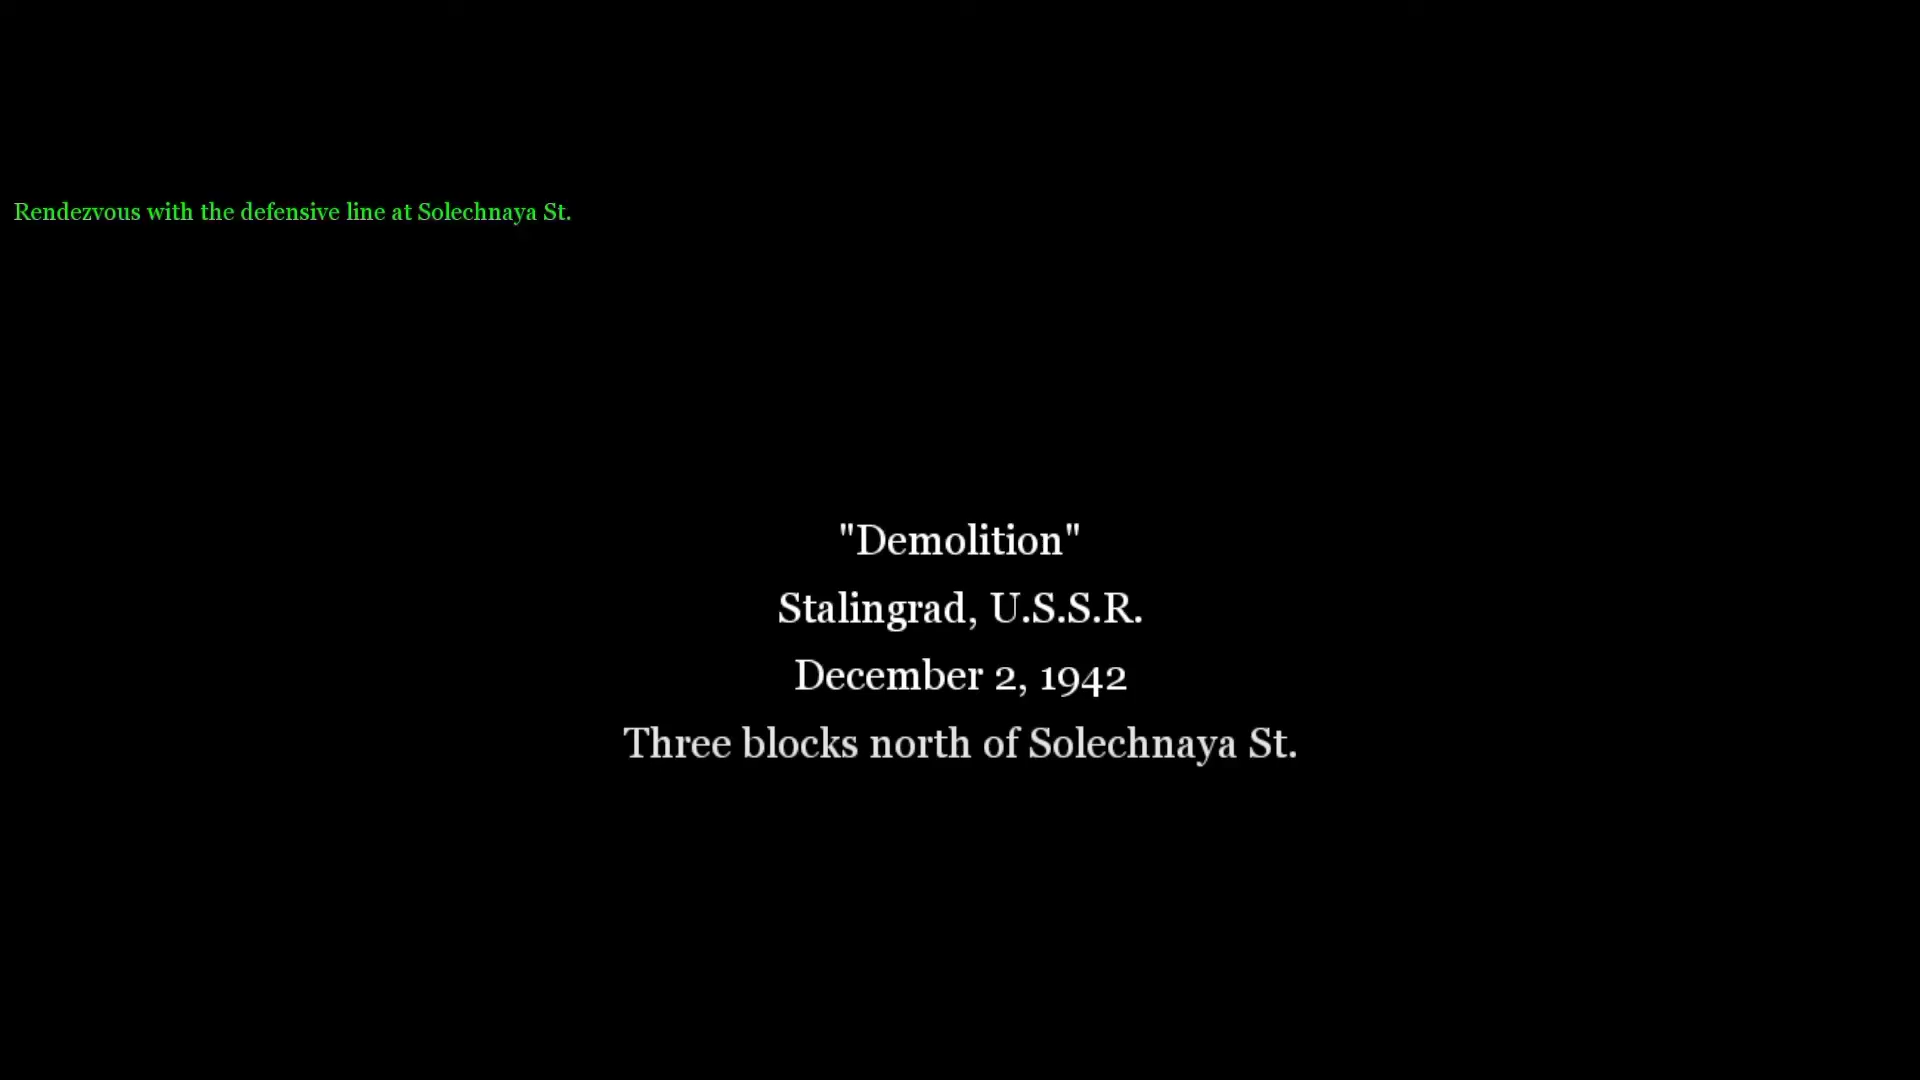 Rendezvous with the defensive line at Solechnaya St.
"Demolition"
Stalingrad, U.S.S.R.
December 2, 1942
Three blocks north of Solechnaya St.